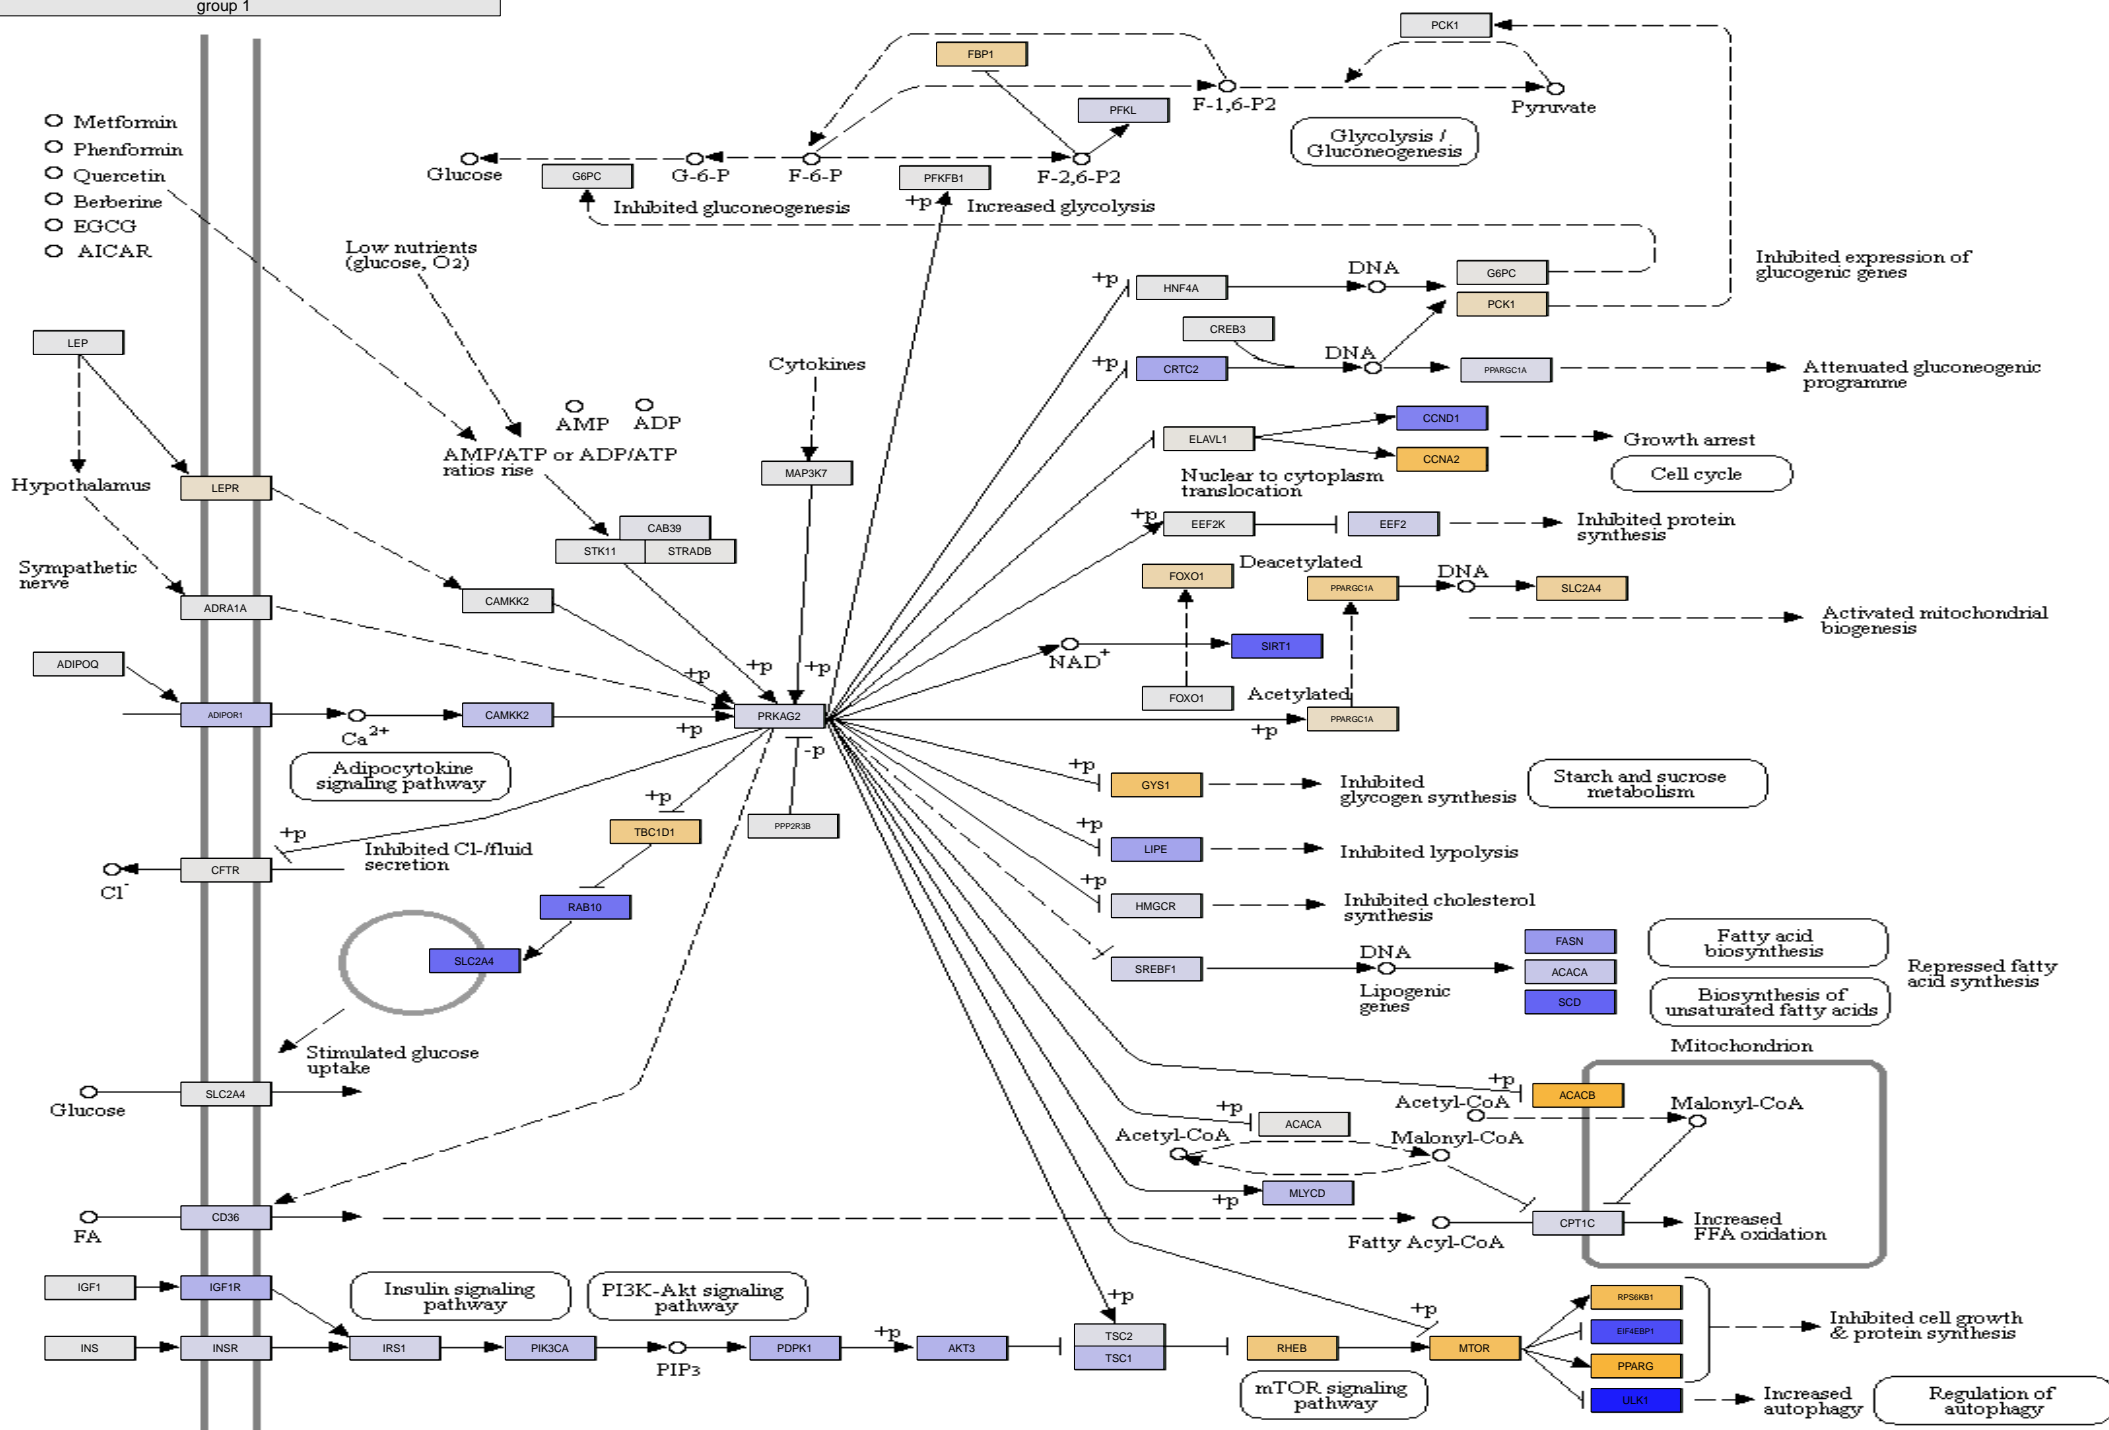 group 1
PCK1
FBP1
F-1,6-P2
Pyruvate
PFKL
Metformin
Phenformin
Quercetin
Berberine
EGCG
AICAR
Glycolysis /
Gluconeogenesis
Glucose
G6PC
G-6-P
F-6-P
PFKFB1
F-2,6-P2
Inhibited gluconeogenesis
+p
Increased glycolysis
Low nutrients
(glucose, O2)
+p
HNF4A
DNA
G6PC
PCK1
Inhibited expression of
glucogenic genes
CREB3
LEP
Cytokines
+p
CRTC2
DNA
PPARGC1A
Attenuated gluconeogenic
programme
AMP
ADP
AMP/ATP or ADP/ATP
ratios rise
MAP3K7
ELAVL1
CCND1
CCNA2
Growth arrest
Cell cycle
Nuclear to cytoplasm
translocation
Hypothalamus
LEPR
CAB39
STK11
STRADB
+p
EEF2K
EEF2
Inhibited protein
synthesis
Sympathetic
nerve
ADRA1A
CAMKK2
FOXO1
Deacetylated
PPARGC1A
DNA
SLC2A4
Activated mitochondrial
biogenesis
ADIPOQ
NAD+
SIRT1
+p
+p
+p
FOXO1
Acetylated
ADIPOR1
Ca2+
CAMKK2
+p
PRKAG2
+p
PPARGC1A
-p
Adipocytokine
signaling pathway
+p
GYS1
Inhibited
glycogen synthesis
Starch and sucrose
metabolism
+p
TBC1D1
PPP2R3B
+p
CFTR
Cl-
Inhibited Cl-/fluid
secretion
+p
LIPE
Inhibited lypolysis
RAB10
+p
HMGCR
Inhibited cholesterol
synthesis
SLC2A4
SREBF1
DNA
Lipogenic
genes
FASN
ACACA
SCD
Fatty acid
biosynthesis
Biosynthesis of
unsaturated fatty acids
Repressed fatty
acid synthesis
Stimulated glucose
uptake
Mitochondrion
Glucose
SLC2A4
+p
ACACB
Acetyl-CoA
Malonyl-CoA
+p
ACACA
Acetyl-CoA
Malonyl-CoA
+p
MLYCD
FA
CD36
Fatty Acyl-CoA
CPT1C
Increased
FFA oxidation
IGF1
IGF1R
Insulin signaling
pathway
PI3K-Akt signaling
pathway
+p
+p
RPS6KB1
EIF4EBP1
PPARG
ULK1
Inhibited cell growth
& protein synthesis
INS
INSR
IRS1
PIK3CA
PIP3
PDPK1
+p
AKT3
TSC2
TSC1
RHEB
MTOR
mTOR signaling
pathway
Increased
autophagy
Regulation of
autophagy